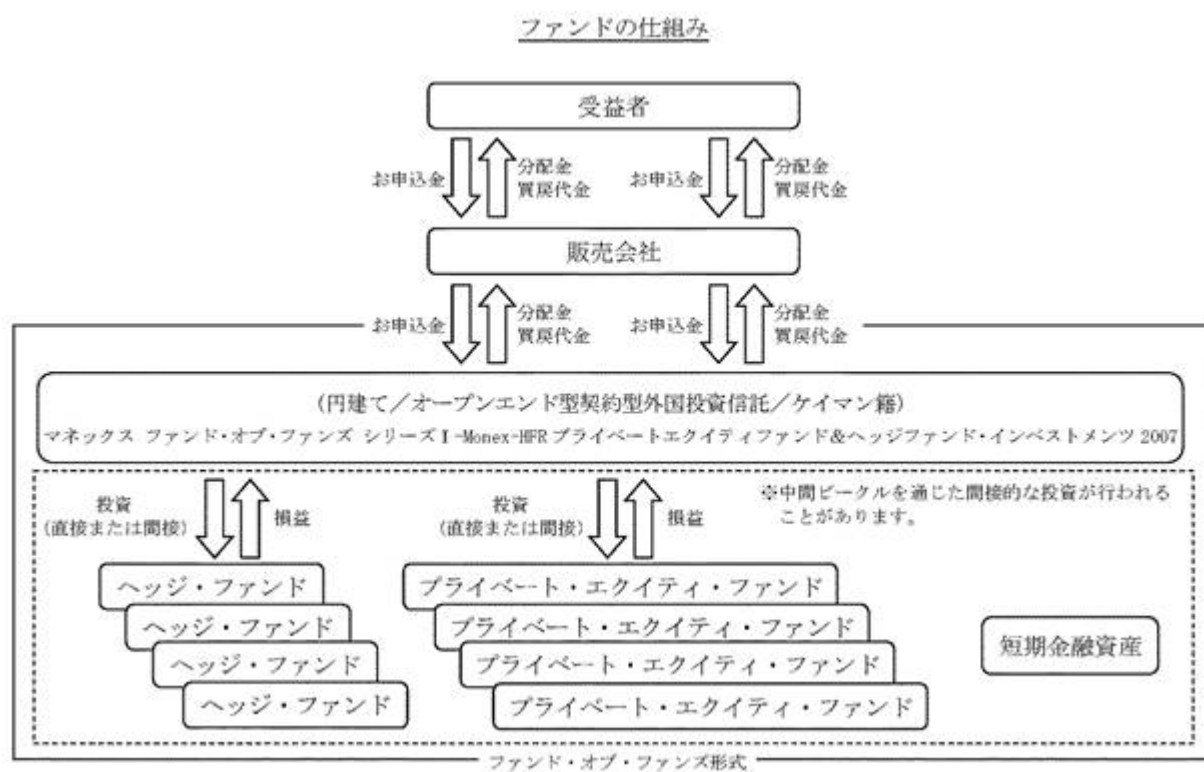 ファンドの仕組み
受益者
お申込金
分配金
買戻代金
お申込金
分配金
買戻代金
販売会社
お申込金
分配金
買戻代金
お申込金
分配金
買戻代金
(円建て／オープンエンド型契約型外国投資信託／ケイマン籍)
マネックス ファンド・オブ・ファンズ シリーズⅠ-Monex-HFR プライベートエクイティファンド&ヘッジファンド・インベストメンツ 2007
投資
(直接または間接)
損益
投資
(直接または間接)
損益
※中間ビークルを通じた間接的な投資が行われる
ことがあります。
ヘッジ・ファンド
ヘッジ・ファンド
ヘッジ・ファンド
ヘッジ・ファンド
プライベート・エクイティ・ファンド
プライベート・エクイティ・ファンド
プライベート・エクイティ・ファンド
プライベート・エクイティ・ファンド
短期金融資産
ファンド・オブ・ファンズ形式